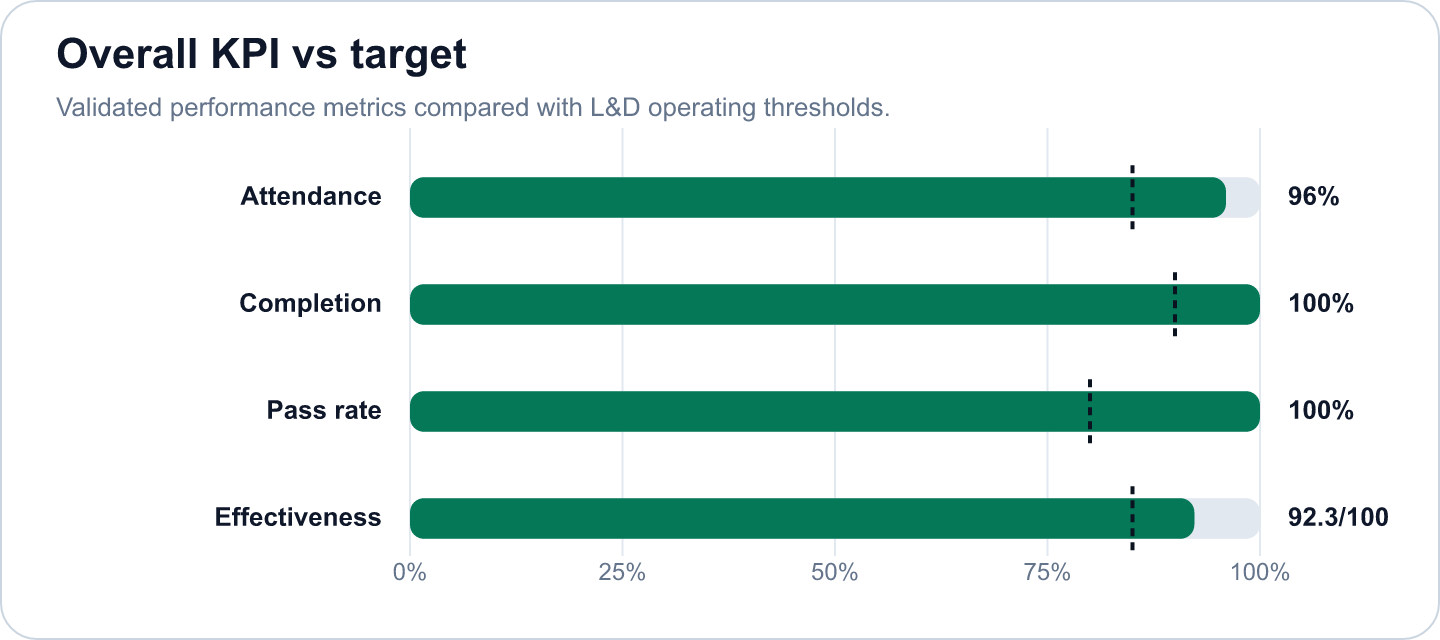 Overall KPI vs target
Validated performance metrics compared with L&D operating thresholds.
Attendance 96%
Completion 100%
Pass rate 100%
Effectiveness 92.3/100
0% 25% 50% 75% 100%